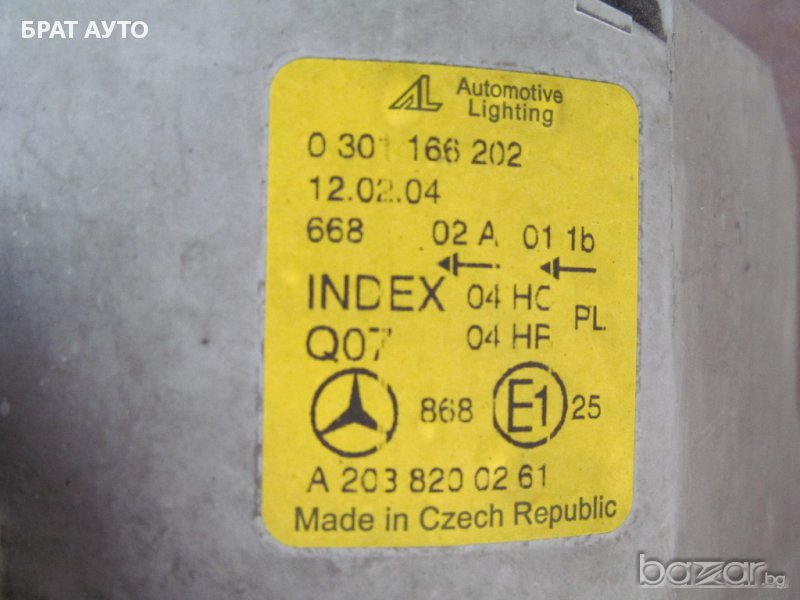 БРАТ АУТО
AL Automotive
Lighting
0 301 166 202
12.02.04
668 02 A 01 1b
INDEX 04 HC PL
Q07 04 HR
868 E1 25
A 203 820 02 61
Made in Czech Republic
bazar.bg